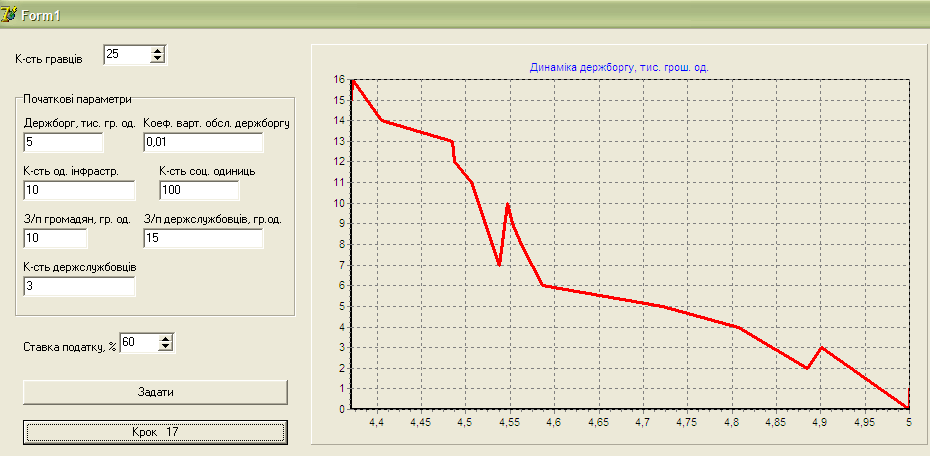 Form1
К-сть гравців 25
Початкові параметри
Держборг, тис. гр. од. Коеф. варт. обсл. держборгу
5 0,01
К-сть од. інфрастр. К-сть соц. одиниць
10 100
З/п громадян, гр. од. З/п держслужбовців, гр.од.
10 15
К-сть держслужбовців
3
Ставка податку, % 60
Задати
Крок 17
Динаміка держборгу, тис. грош. од.
16
15
14
13
12
11
10
9
8
7
6
5
4
3
2
1
0
4,4 4,45 4,5 4,55 4,6 4,65 4,7 4,75 4,8 4,85 4,9 4,95 5